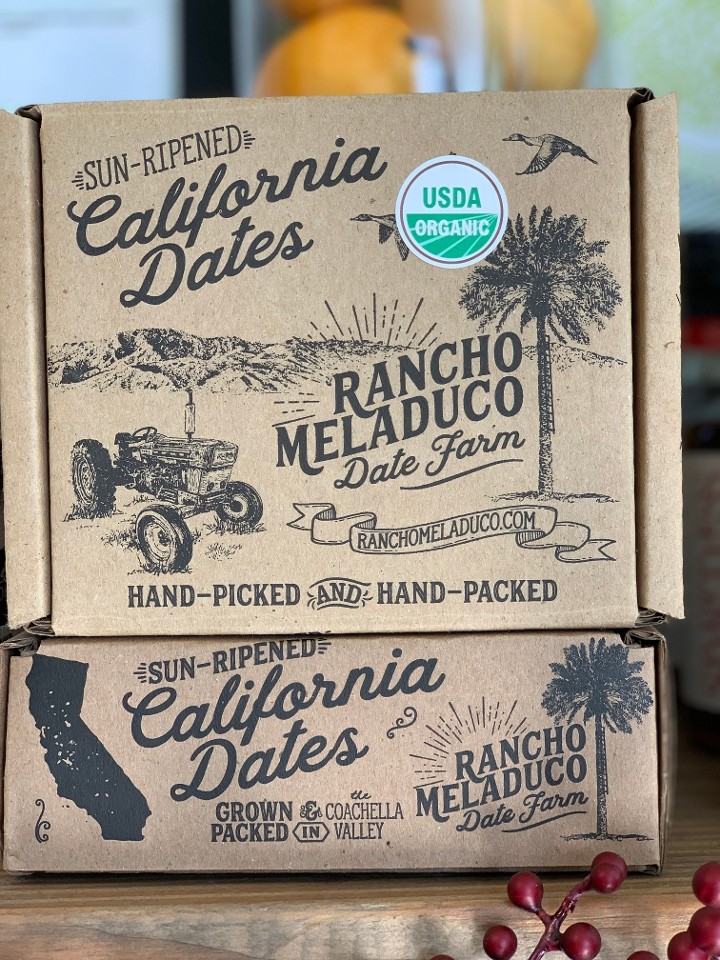 SUN-RIPENED
California
Dates
USDA
ORGANIC
RANCHO
MELADUCO
Date Farm
RANCHOMELADUCO.COM
HAND-PICKED AND HAND-PACKED
SUN-RIPENED
California
Dates
GROWN & the COACHELLA
PACKED IN VALLEY
RANCHO
MELADUCO
Date Farm